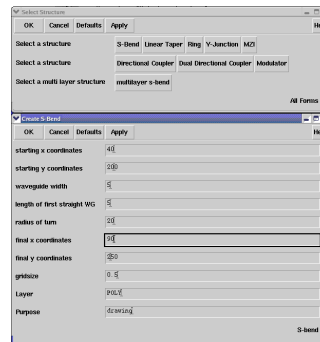 Select Structure
OK Cancel Defaults Apply He
Select a structure S-Bend Linear Taper Ring Y-Junction MZI
Select a structure Directional Coupler Dual Directional Coupler Modulator
Select a multi layer structure multilayer s-bend
All Forms
Create S-Bend
OK Cancel Defaults Apply He
starting x coordinates 40
starting y coordinates 200
waveguide width 5
length of first straight WG 5
radius of turn 20
final x coordinates 90
final y coordinates 250
gridsize 0.5
Layer POLY
Purpose drawing
S-bend